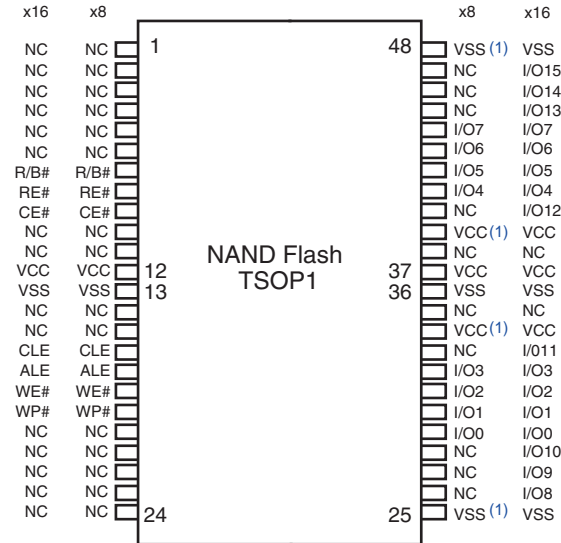 x16 x8 x8 x16
NC NC 1 48 VSS (1) VSS
NC NC NC I/O15
NC NC NC I/O14
NC NC NC I/O13
NC NC I/O7 I/O7
NC NC I/O6 I/O6
R/B# R/B# I/O5 I/O5
RE# RE# I/O4 I/O4
CE# CE# NC I/O12
NC NC VCC (1) VCC
NC NC NAND Flash NC NC
VCC VCC 12 TSOP1 37 VCC VCC
VSS VSS 13 36 VSS VSS
NC NC NC NC
NC NC VCC (1) VCC
CLE CLE NC I/011
ALE ALE I/O3 I/O3
WE# WE# I/O2 I/O2
WP# WP# I/O1 I/O1
NC NC I/O0 I/O0
NC NC NC I/O10
NC NC NC I/O9
NC NC NC I/O8
NC NC 24 25 VSS (1) VSS